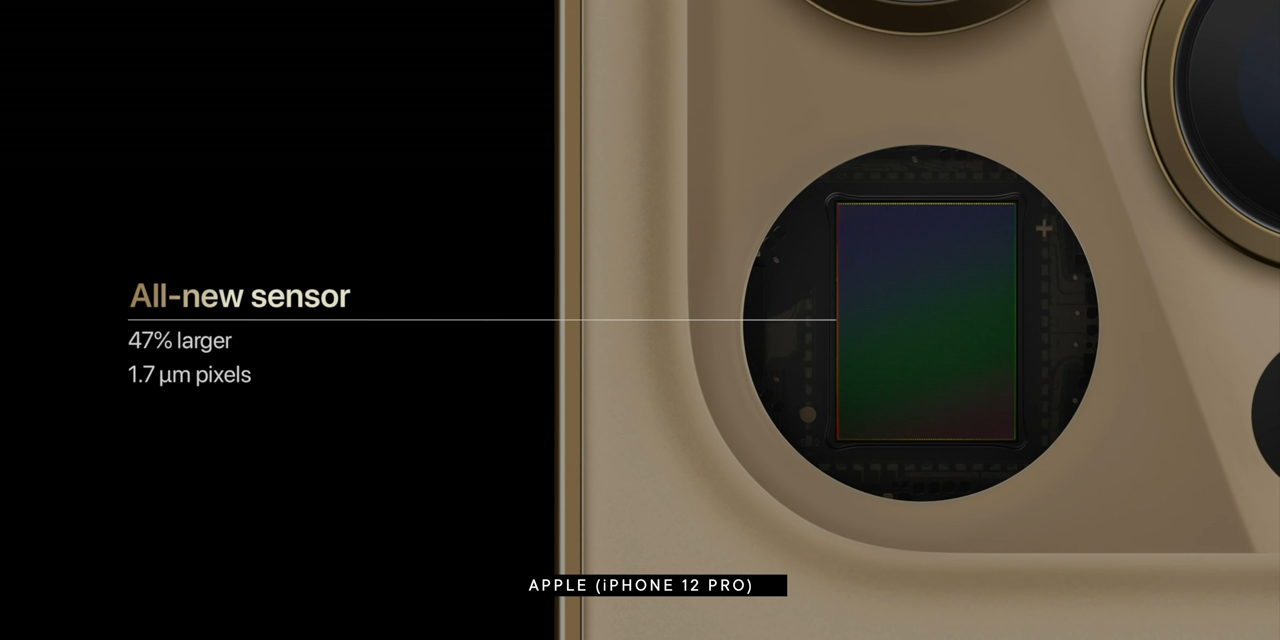 All-new sensor
47% larger
1.7 µm pixels
APPLE (iPHONE 12 PRO)